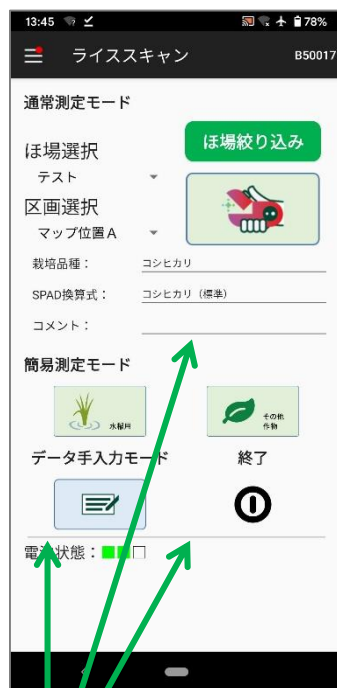 13:45 78%
ライススキャン B50017
通常測定モード
ほ場絞り込み
ほ場選択
テスト
区画選択
マップ位置A
栽培品種： コシヒカリ
SPAD換算式： コシヒカリ（標準）
コメント：
簡易測定モード
水稲用 その他
作物
データ手入力モード 終了
電 状態：